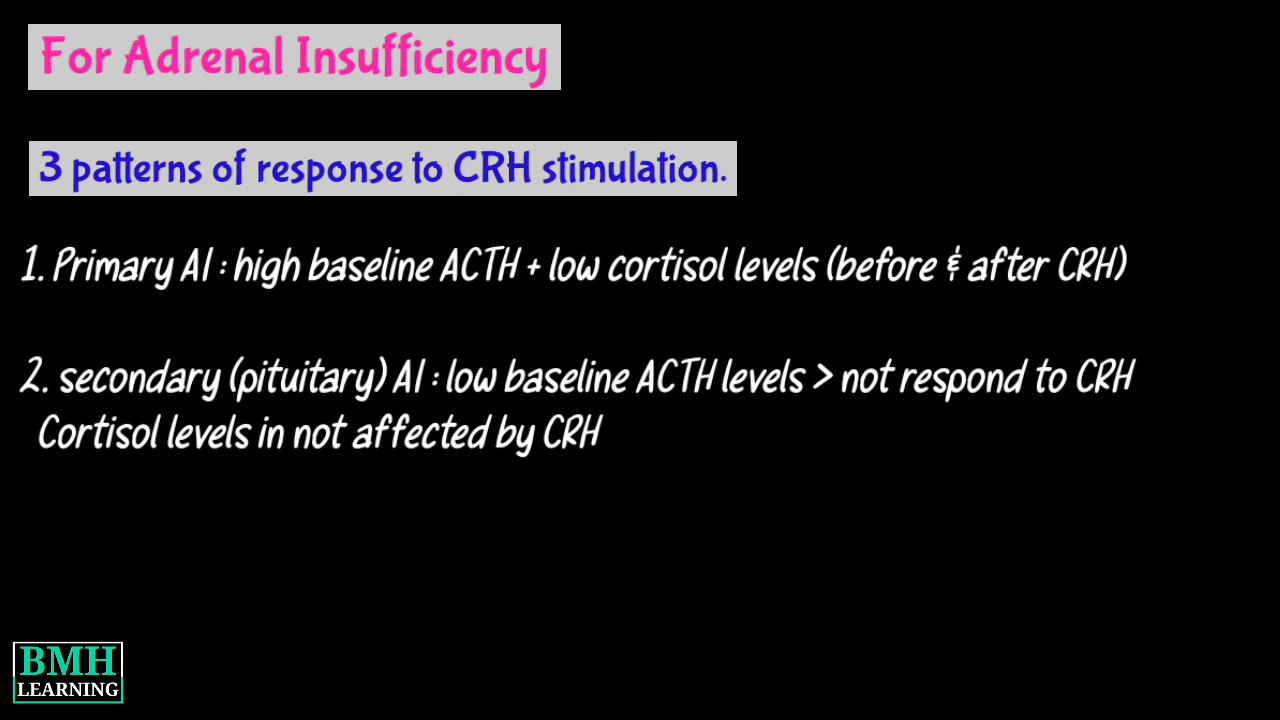 For Adrenal Insufficiency
3 patterns of response to CRH stimulation.
1. Primary AI : high baseline ACTH + low cortisol levels (before & after CRH)
2. secondary (pituitary) AI : low baseline ACTH levels > not respond to CRH
Cortisol levels in not affected by CRH
BMH
LEARNING